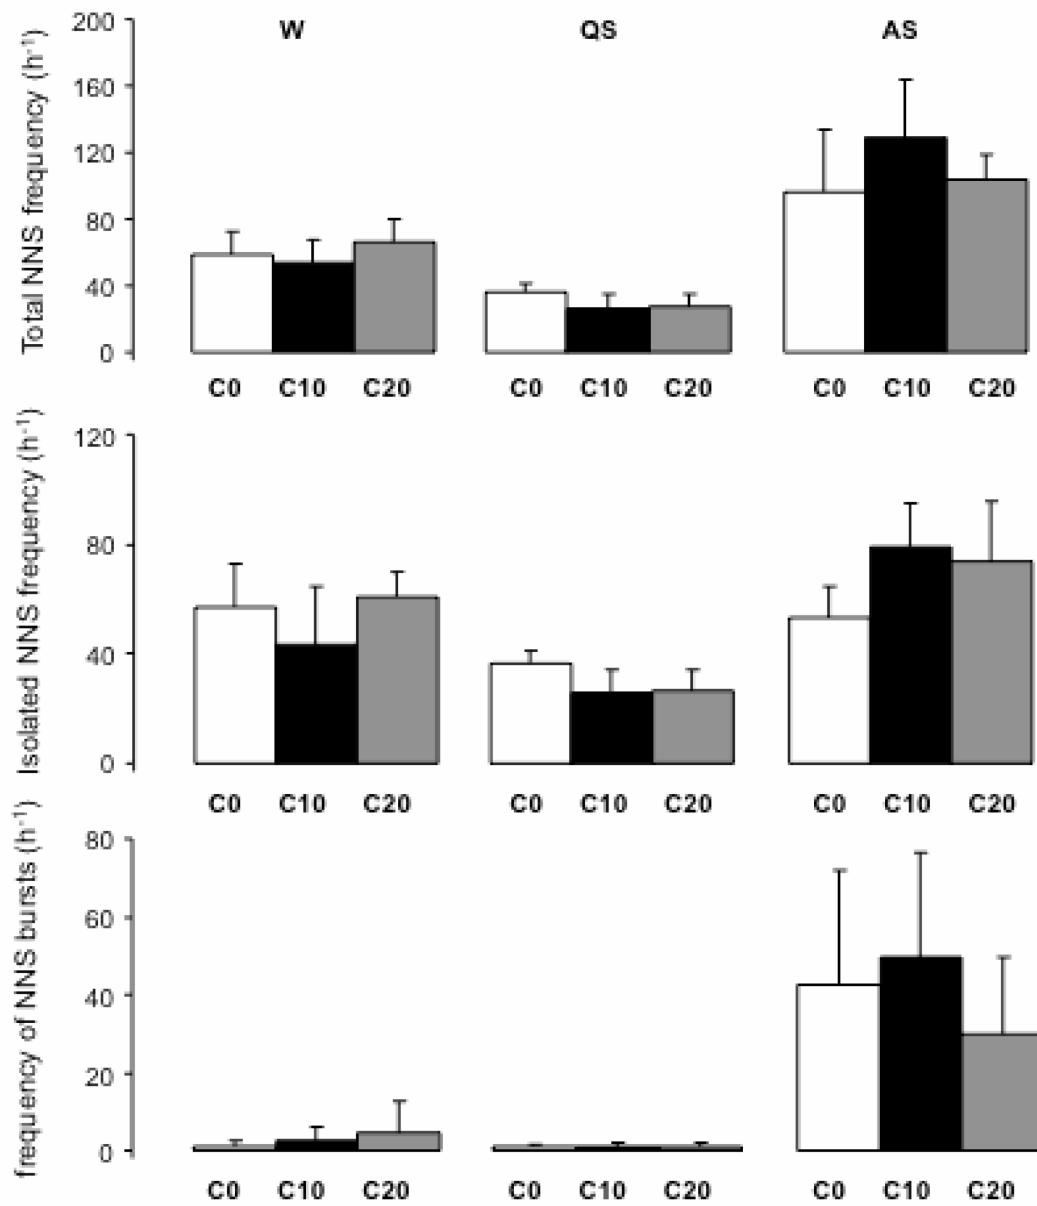 W QS AS
Total NNS frequency (h⁻¹)
200
160
120
80
40
0
C0 C10 C20 C0 C10 C20 C0 C10 C20
Isolated NNS frequency (h⁻¹)
120
80
40
0
C0 C10 C20 C0 C10 C20 C0 C10 C20
frequency of NNS bursts (h⁻¹)
80
60
40
20
0
C0 C10 C20 C0 C10 C20 C0 C10 C20